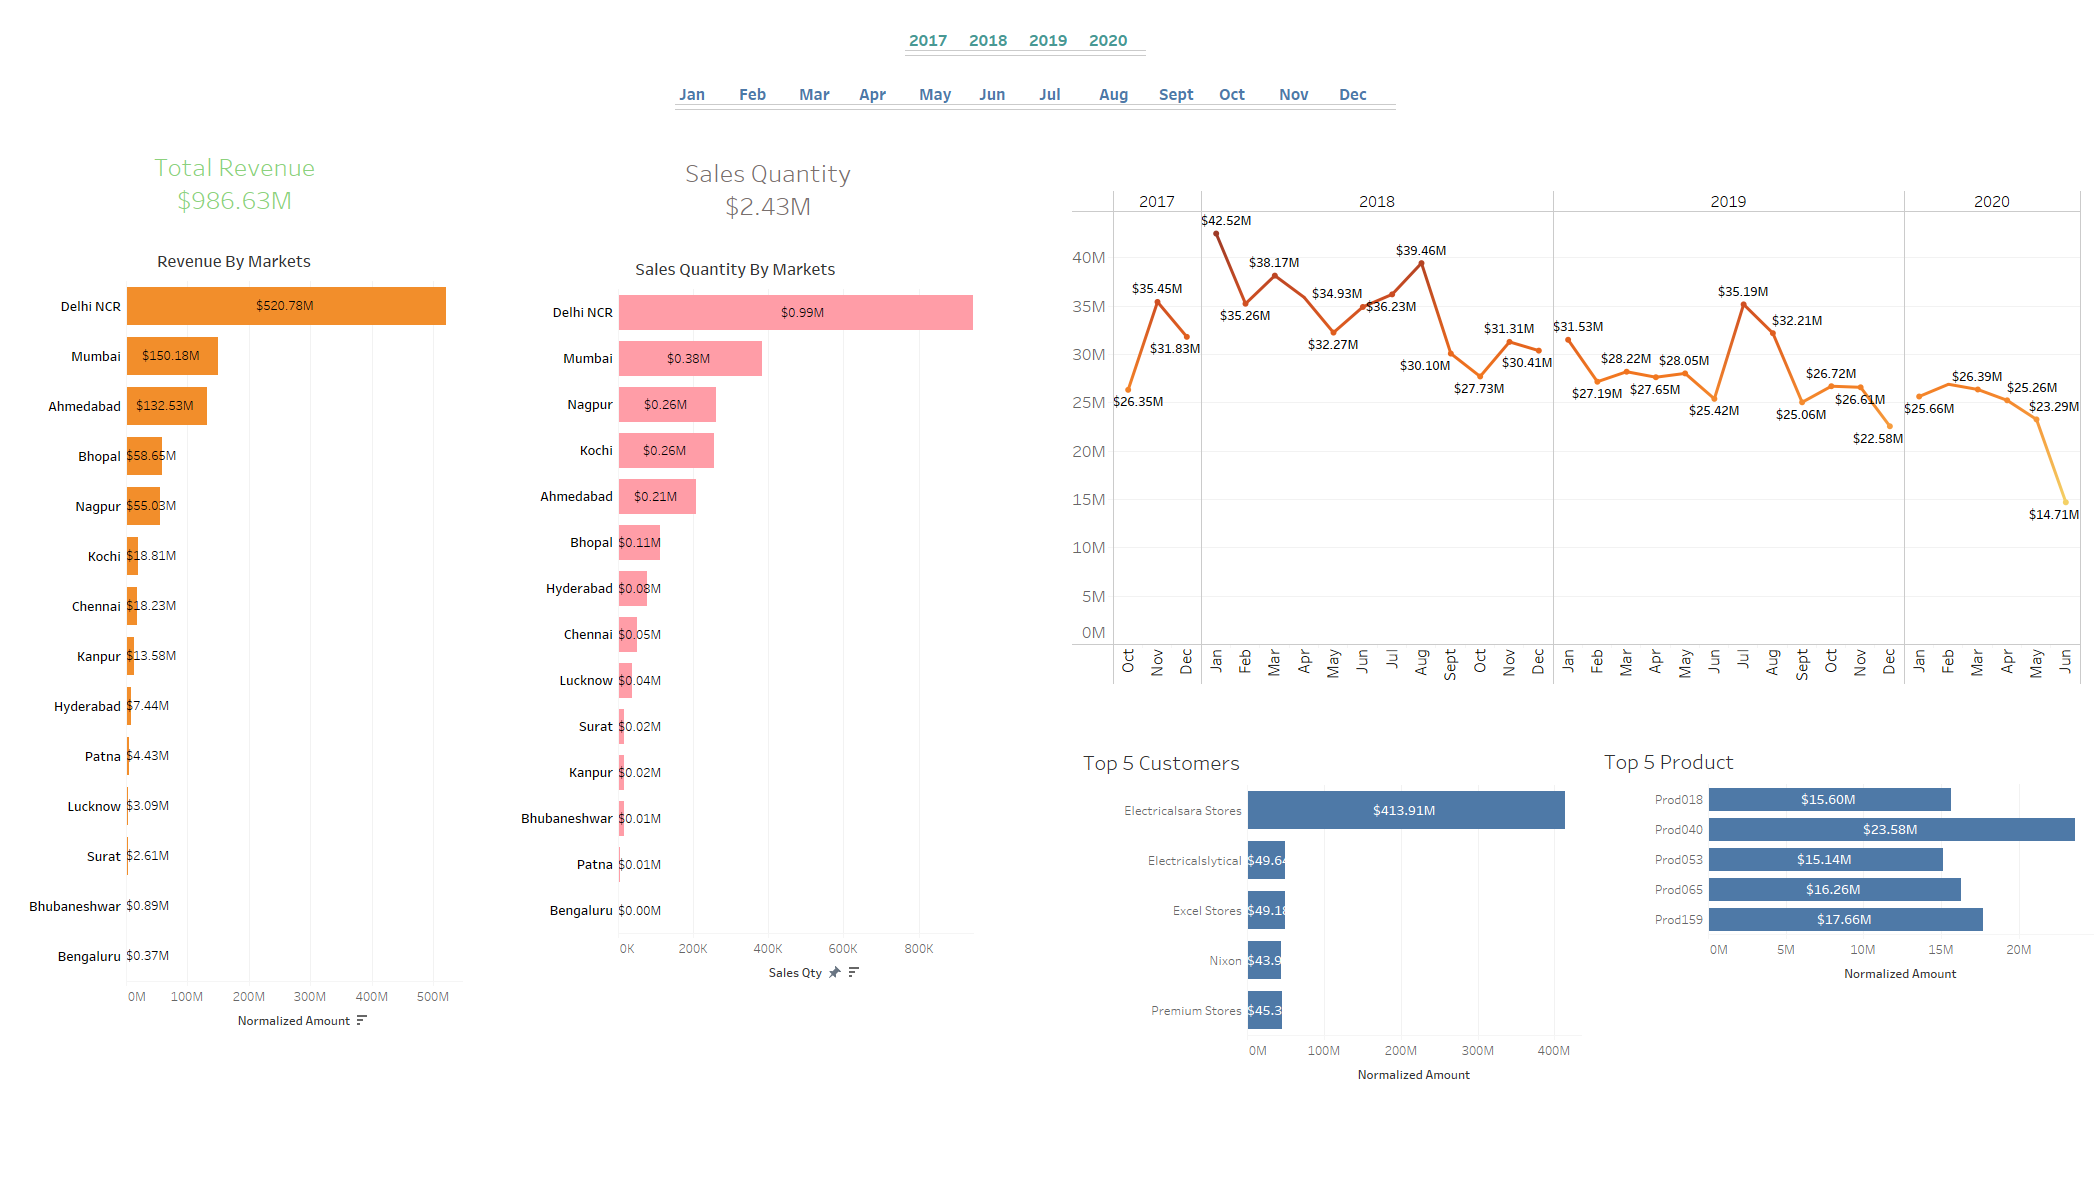 2017 2018 2019 2020
Jan Feb Mar Apr May Jun Jul Aug Sept Oct Nov Dec
Total Revenue
$986.63M
Revenue By Markets
Delhi NCR $520.78M
Mumbai $150.18M
Ahmedabad $132.53M
Bhopal $58.65M
Nagpur $55.03M
Kochi $18.81M
Chennai $18.23M
Kanpur $13.58M
Hyderabad $7.44M
Patna $4.43M
Lucknow $3.09M
Surat $2.61M
Bhubaneshwar $0.89M
Bengaluru $0.37M
0M 100M 200M 300M 400M 500M
Normalized Amount
Sales Quantity
$2.43M
Sales Quantity By Markets
Delhi NCR $0.99M
Mumbai $0.38M
Nagpur $0.26M
Kochi $0.26M
Ahmedabad $0.21M
Bhopal $0.11M
Hyderabad $0.08M
Chennai $0.05M
Lucknow $0.04M
Surat $0.02M
Kanpur $0.02M
Bhubaneshwar $0.01M
Patna $0.01M
Bengaluru $0.00M
0K 200K 400K 600K 800K
Sales Qty
2017 2018 2019 2020
40M
35M
30M
25M
20M
15M
10M
5M
0M
$26.35M $35.45M $31.83M
$42.52M $35.26M $38.17M $32.27M $34.93M $36.23M $39.46M $30.10M $27.73M $31.31M $30.41M
$31.53M $27.19M $28.22M $27.65M $28.05M $25.42M $35.19M $32.21M $25.06M $26.72M $26.61M $22.58M
$25.66M $26.39M $25.26M $23.29M $14.71M
Oct Nov Dec Jan Feb Mar Apr May Jun Jul Aug Sept Oct Nov Dec Jan Feb Mar Apr May Jun Jul Aug Sept Oct Nov Dec Jan Feb Mar Apr May Jun
Top 5 Customers
Electricalsara Stores $413.91M
Electricalslytical $49.64
Excel Stores $49.18
Nixon $43.9
Premium Stores $45.3
0M 100M 200M 300M 400M
Normalized Amount
Top 5 Product
Prod018 $15.60M
Prod040 $23.58M
Prod053 $15.14M
Prod065 $16.26M
Prod159 $17.66M
0M 5M 10M 15M 20M
Normalized Amount